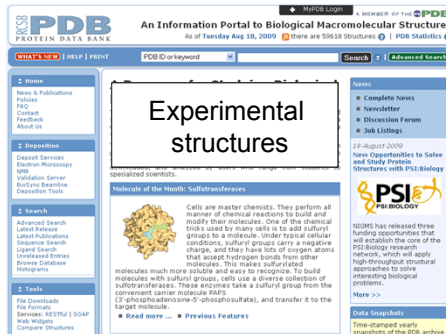 MyPDB Login
RCSB PDB
PROTEIN DATA BANK
A MEMBER OF THE PDB
An Information Portal to Biological Macromolecular Structures
As of Tuesday Aug 18, 2009 there are 59618 Structures ? | PDB Statistics
WHAT'S NEW | HELP | PRINT
PDB ID or keyword
Search ? | Advanced Search
Home
News & Publications
Policies
FAQ
Contact
Feedback
About Us
Deposition
Deposit Services
Electron Microscopy
NMR
Validation Server
BioSync Beamline
Deposition Tools
Search
Advanced Search
Latest Release
Latest Publications
Sequence Search
Ligand Search
Unreleased Entries
Browse Database
Histograms
Tools
File Downloads
File Formats
Services: RESTful | SOAP
Web Widgets
Compare Structures
Experimental
structures
specialized scientists.
Molecule of the Month: Sulfotransferases
Cells are master chemists. They perform all
manner of chemical reactions to build and
modify their molecules. One of the chemical
tricks used by many cells is to add sulfuryl
groups to a molecule. Under typical cellular
conditions, sulfuryl groups carry a negative
charge, and they have lots of oxygen atoms
that accept hydrogen bonds from other
molecules. This makes sulfurylated
molecules much more soluble and easy to recognize. To build
molecules with sulfuryl groups, cells use a diverse collection of
sulfotransferases. These enzymes take a sulfuryl group from the
convenient carrier molecule PAPS
(3'-phosphoadenosine-5'-phosphosulfate), and transfer it to the
target molecule.
Read more ... Previous Features
News
Complete News
Newsletter
Discussion Forum
Job Listings
18-August-2009
New Opportunities to Solve
and Study Protein
Structures with PSI:Biology
PSI
BIOLOGY
NIGMS has released three
funding opportunities that
will establish the core of the
PSI:Biology research
network, which will apply
high-throughput structural
approaches to solve
interesting biological
problems.
More >>
Data Snapshots
Time-stamped yearly
snapshots of the PDB archive